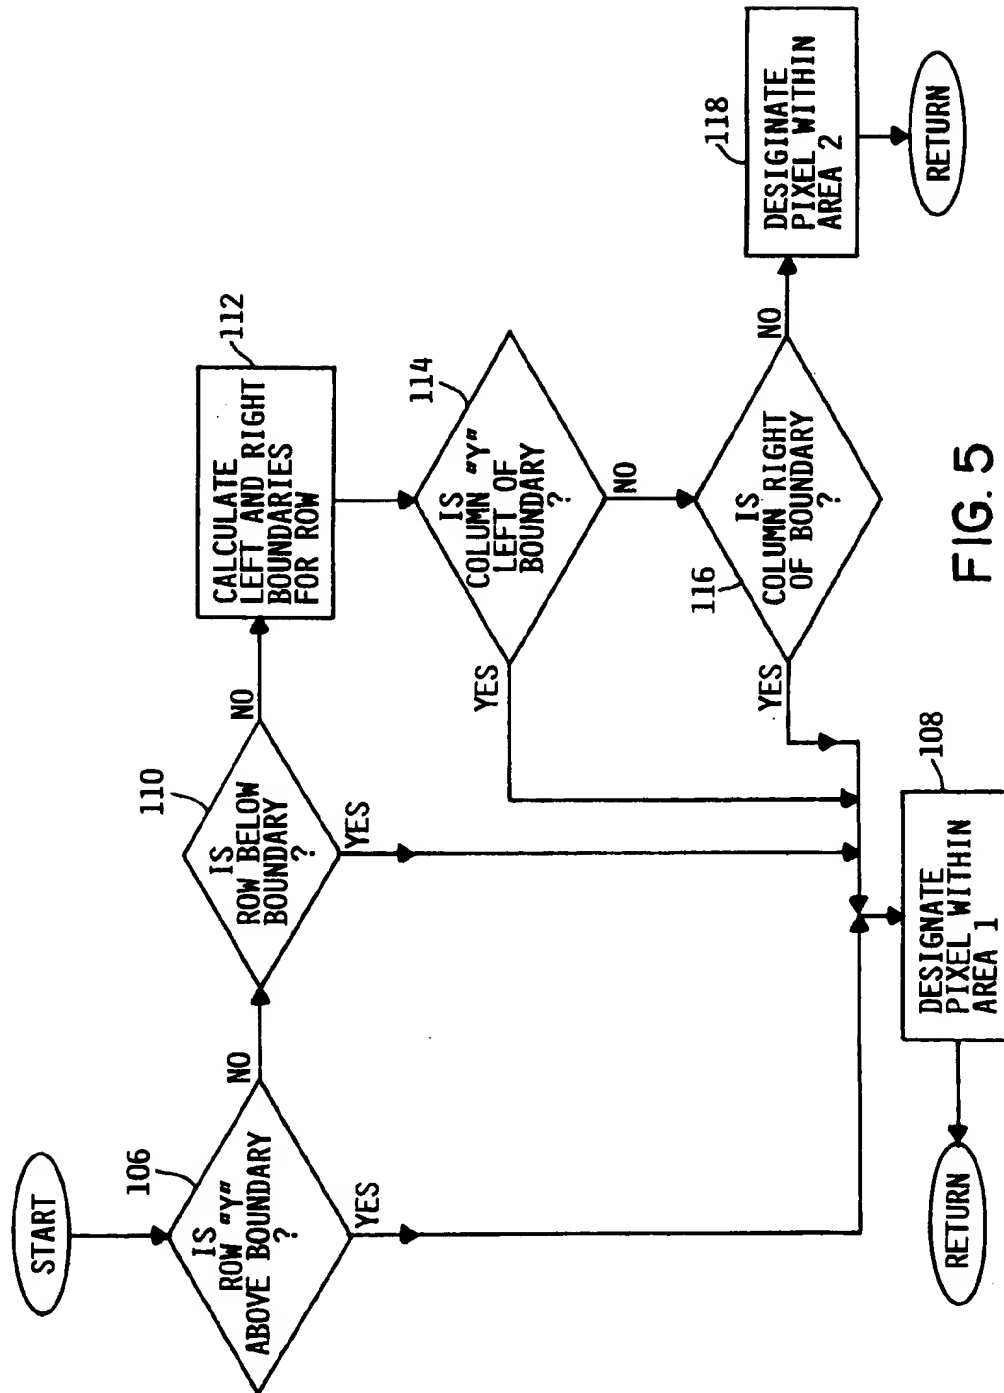 START
106
IS
ROW "Y"
ABOVE BOUNDARY
?
NO
YES
110
IS
ROW BELOW
BOUNDARY
?
NO
YES
112
CALCULATE
LEFT AND RIGHT
BOUNDARIES
FOR ROW
114
IS
COLUMN "Y"
LEFT OF
BOUNDARY
?
YES
NO
116
IS
COLUMN RIGHT
OF BOUNDARY
?
YES
NO
118
DESIGINATE
PIXEL WITHIN
AREA 2
RETURN
108
DESIGNATE
PIXEL WITHIN
AREA 1
RETURN
FIG. 5